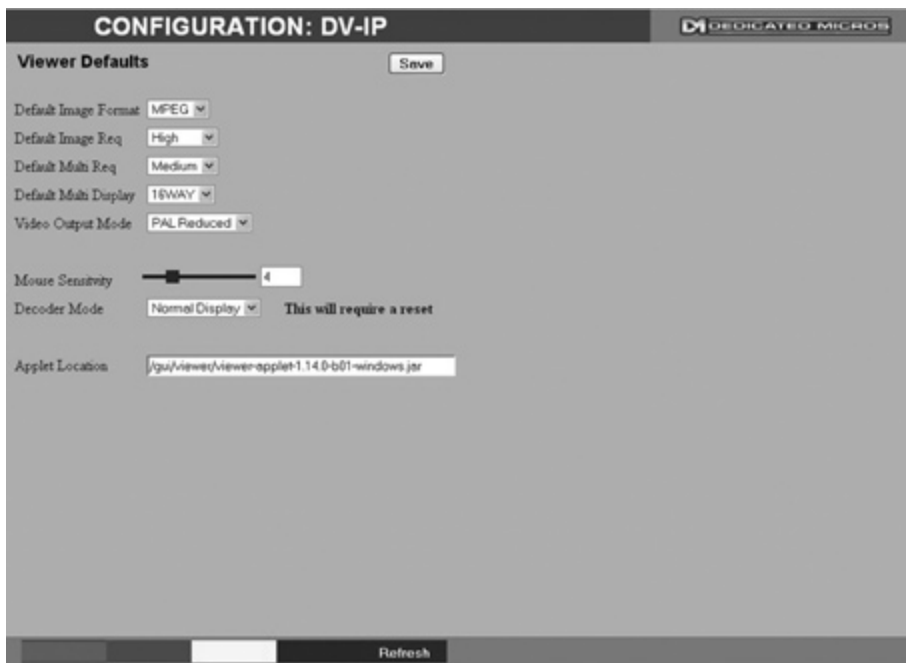 CONFIGURATION: DV-IP DEDICATED MICROS
Viewer Defaults Save
Default Image Format MPEG
Default Image Req High
Default Multi Req Medium
Default Multi Display 16WAY
Video Output Mode PAL Reduced
Mouse Sensitvity 4
Decoder Mode Normal Display This will require a reset
Applet Location /gui/viewer/viewer-applet-1.14.0-b01-windows.jar
Refresh